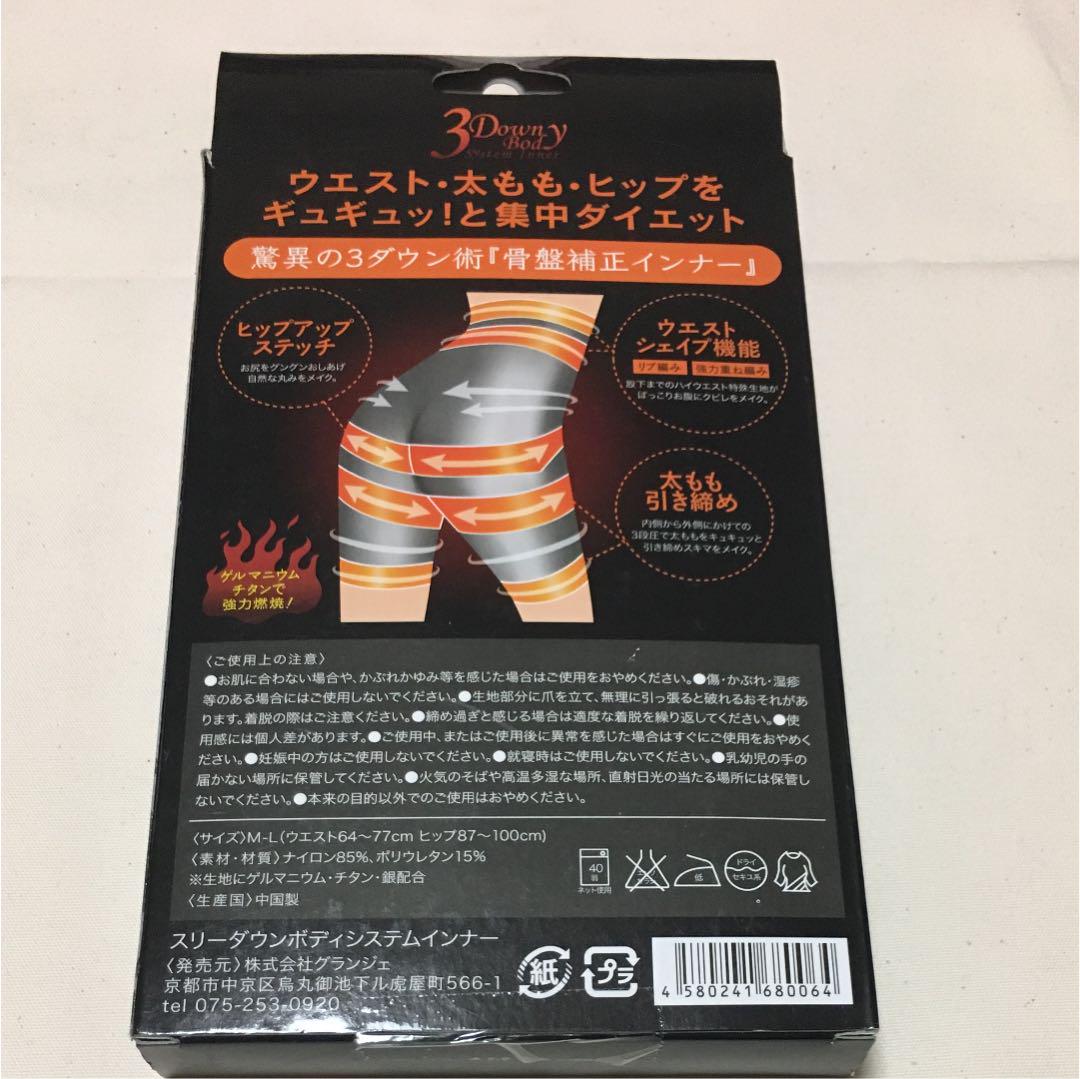 3 Downy
Body
System Inner
ウエスト・太もも・ヒップを
ギュギュッ!と集中ダイエット
驚異の3ダウン術『骨盤補正インナー』
ヒップアップ
ステッチ
お尻をグングンおしあげ
自然な丸みをメイク。
ウエスト
シェイプ機能
リブ編み 強力重ね編み
股下までのハイウエスト特殊生地が
ぽっこりお腹にクビレをメイク。
太もも
引き締め
内側から外側にかけての
3段圧で太ももをキュキュッと
引き締めスキマをメイク。
ゲルマニウム
チタンで
強力燃焼!
〈ご使用上の注意〉
●お肌に合わない場合や、かぶれかゆみ等を感じた場合はご使用をおやめください。●傷・かぶれ・湿疹
等のある場合にはご使用しないでください。●生地部分に爪を立て、無理に引っ張ると破れるおそれがあ
ります。着脱の際はご注意ください。●締め過ぎと感じる場合は適度な着脱を繰り返してください。●使
用感には個人差があります。●ご使用中、またはご使用後に異常を感じた場合はすぐにご使用をおやめくだ
さい。●妊娠中の方はご使用しないでください。●就寝時はご使用しないでください。●乳幼児の手の
届かない場所に保管してください。●火気のそばや高温多湿な場所、直射日光の当たる場所には保管し
ないでください。●本来の目的以外でのご使用はおやめください。
〈サイズ〉M-L(ウエスト64〜77cm ヒップ87〜100cm)
〈素材・材質〉ナイロン85%、ポリウレタン15%
※生地にゲルマニウム・チタン・銀配合
〈生産国〉中国製
40
弱
ネット使用
低
ドライ
セキユ系
スリーダウンボディシステムインナー
〈発売元〉株式会社グランジェ
京都市中京区烏丸御池下ル虎屋町566-1
tel 075-253-0920
紙
プラ
4 580241 680064